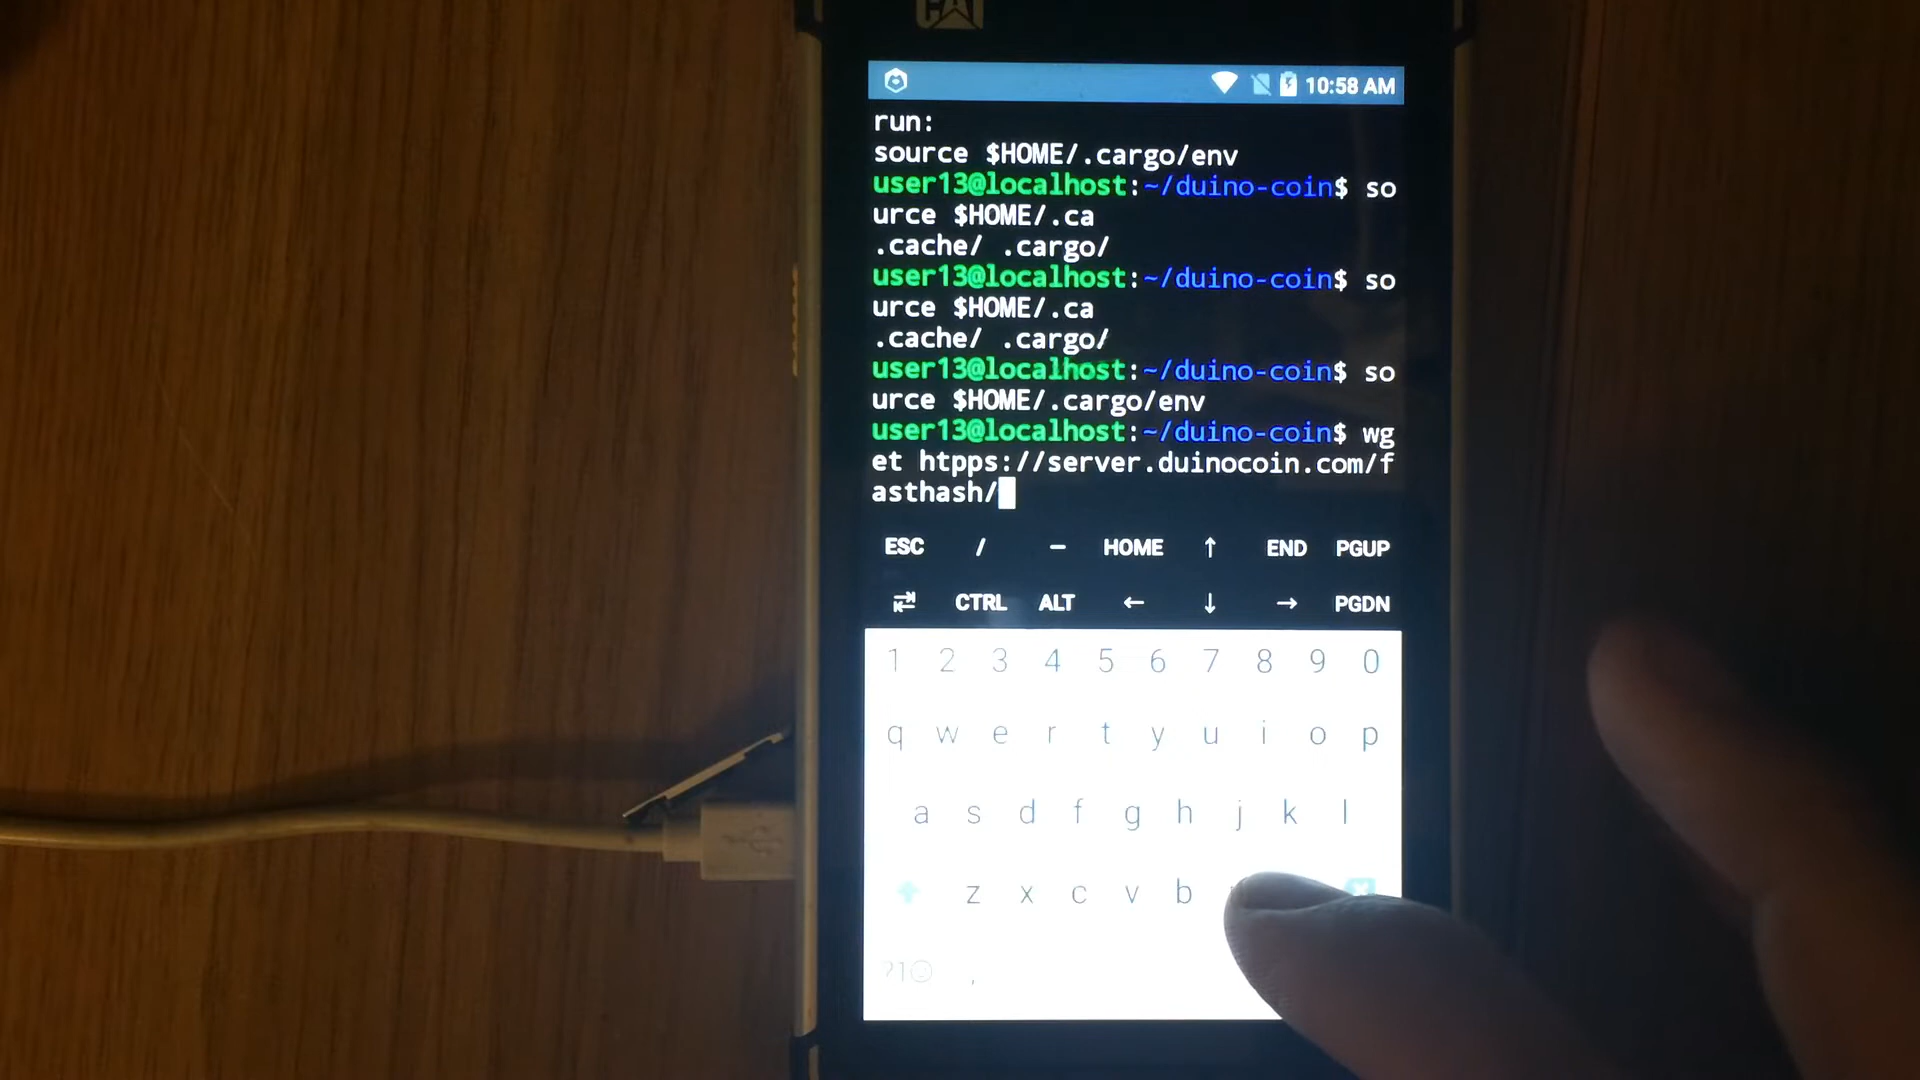 10:58 AM
run:
source $HOME/.cargo/env
user13@localhost:~/duino-coin$ so
urce $HOME/.ca
.cache/ .cargo/
user13@localhost:~/duino-coin$ so
urce $HOME/.ca
.cache/ .cargo/
user13@localhost:~/duino-coin$ so
urce $HOME/.cargo/env
user13@localhost:~/duino-coin$ wg
et htpps://server.duinocoin.com/f
asthash/
ESC / − HOME ↑ END PGUP
CTRL ALT ← ↓ → PGDN
1 2 3 4 5 6 7 8 9 0
q w e r t y u i o p
a s d f g h j k l
z x c v b
?1☺ ,